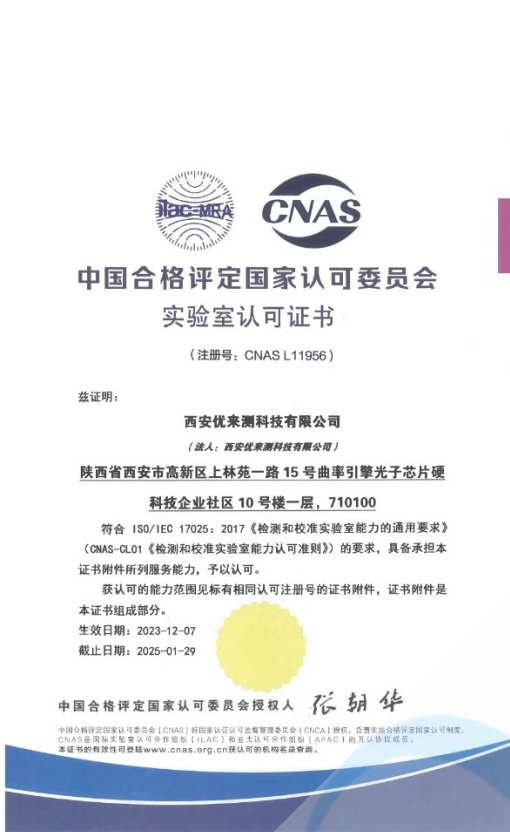 ilac-MRA
CNAS
中国合格评定国家认可委员会
实验室认可证书
（注册号：CNAS L11956）
兹证明：
西安优来测科技有限公司
（法人：西安优来测科技有限公司）
陕西省西安市高新区上林苑一路 15 号曲率引擎光子芯片硬
科技企业社区 10 号楼一层，710100
符合 ISO/IEC 17025：2017《检测和校准实验室能力的通用要求》
（CNAS-CL01《检测和校准实验室能力认可准则》）的要求，具备承担本
证书附件所列服务能力，予以认可。
获认可的能力范围见标有相同认可注册号的证书附件，证书附件是
本证书组成部分。
生效日期：2023-12-07
截止日期：2025-01-29
中国合格评定国家认可委员会授权人 张朝华
中国合格评定国家认可委员会（CNAS）经国家认证认可监督管理委员会（CNCA）授权，负责实施合格评定国家认可制度。
CNAS是国际实验室认可合作组织（ILAC）和亚太认可合作组织（APAC）的互认协议成员。
本证书的有效性可登陆www.cnas.org.cn获认可的机构名录查询。